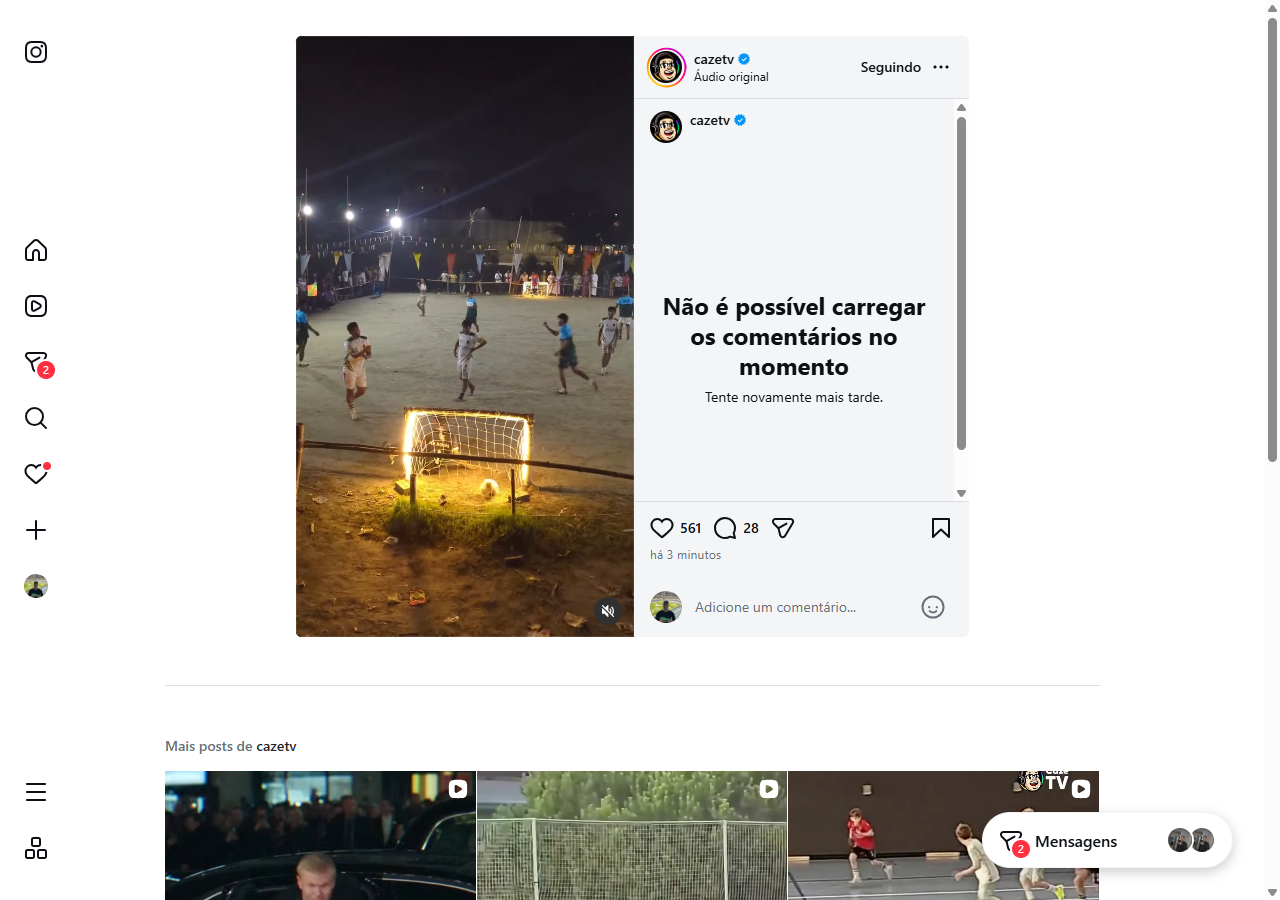 cazetv
Áudio original
Seguindo
cazetv
Não é possível carregar
os comentários no
momento
Tente novamente mais tarde.
561
28
há 3 minutos
Adicione um comentário...
2
Mais posts de cazetv
TV
2
Mensagens